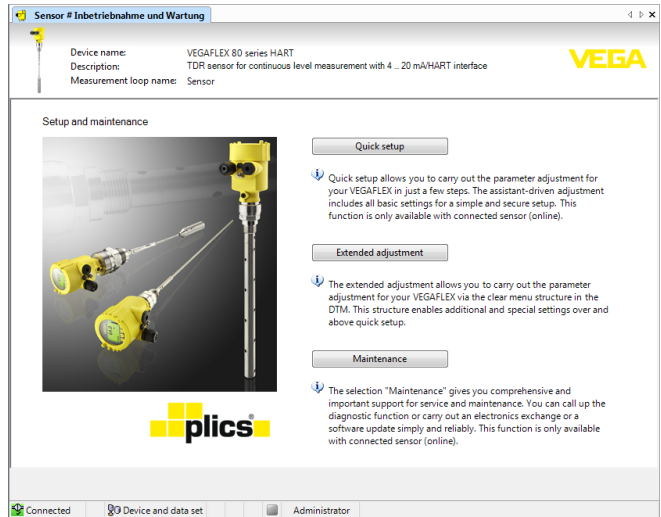 Sensor # Inbetriebnahme und Wartung
Device name: VEGAFLEX 80 series HART
Description: TDR sensor for continuous level measurement with 4 .. 20 mA/HART interface
Measurement loop name: Sensor
VEGA
Setup and maintenance
Quick setup
Quick setup allows you to carry out the parameter adjustment for
your VEGAFLEX in just a few steps. The assistant-driven adjustment
includes all basic settings for a simple and secure setup. This
function is only available with connected sensor (online).
Extended adjustment
The extended adjustment allows you to carry out the parameter
adjustment for your VEGAFLEX via the clear menu structure in the
DTM. This structure enables additional and special settings over and
above quick setup.
Maintenance
The selection "Maintenance" gives you comprehensive and
important support for service and maintenance. You can call up the
diagnostic function or carry out an electronics exchange or a
software update simply and reliably. This function is only available
with connected sensor (online).
plics®
Connected Device and data set Administrator